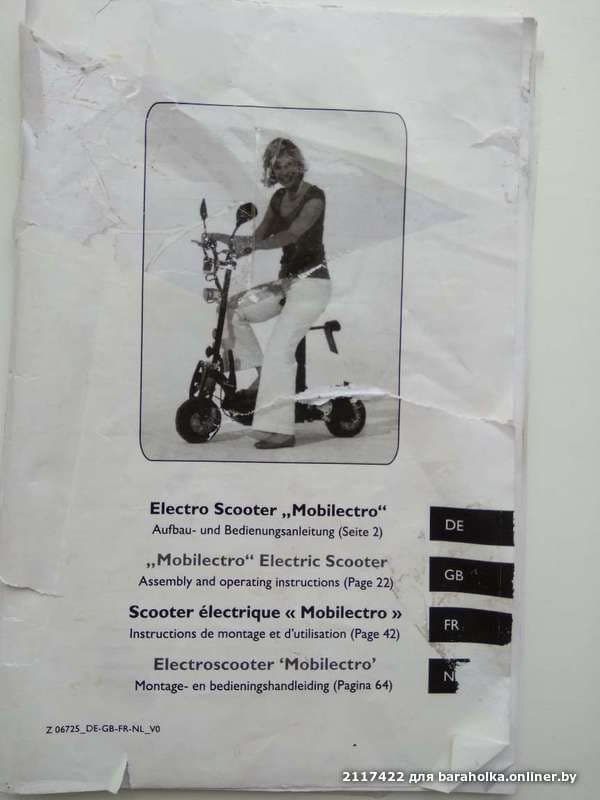 Electro Scooter „Mobilectro“
Aufbau- und Bedienungsanleitung (Seite 2)
DE
„Mobilectro“ Electric Scooter
Assembly and operating instructions (Page 22)
GB
Scooter électrique « Mobilectro »
Instructions de montage et d'utilisation (Page 42)
FR
Electroscooter ‘Mobilectro’
Montage- en bedieningshandleiding (Pagina 64)
Z 06725_DE-GB-FR-NL_V0
2117422 для baraholka.onliner.by